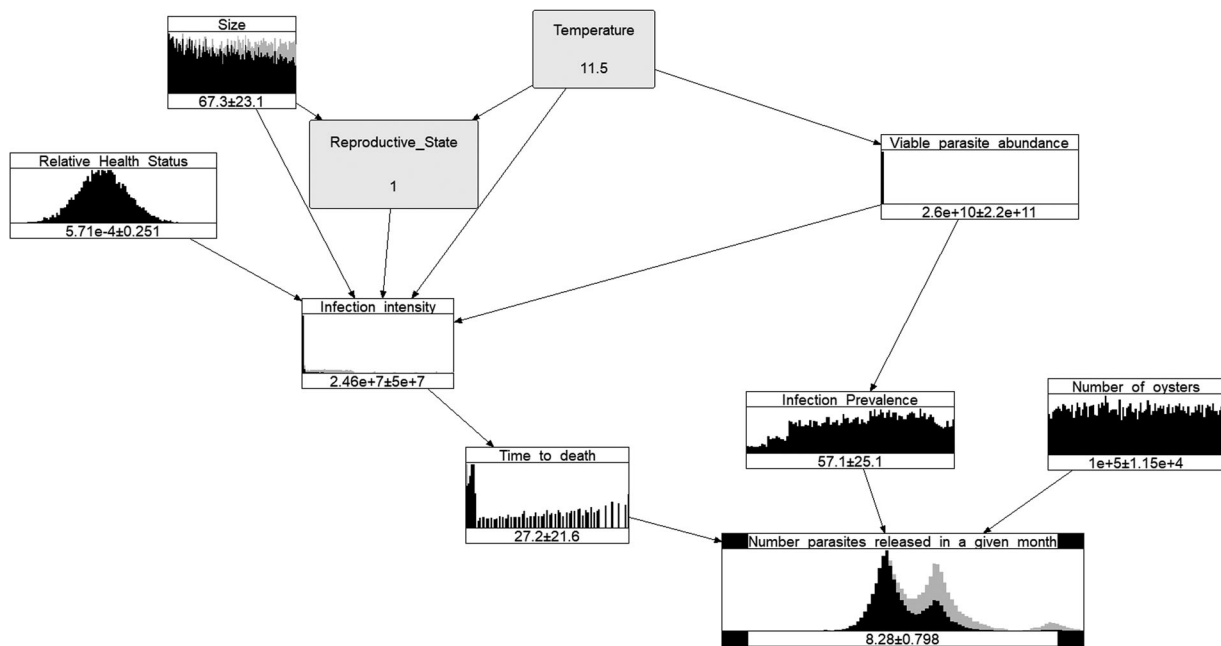 Size
67.3±23.1
Temperature
11.5
Reproductive_State
1
Relative Health Status
5.71e-4±0.251
Viable parasite abundance
2.6e+10±2.2e+11
Infection intensity
2.46e+7±5e+7
Infection Prevalence
57.1±25.1
Number of oysters
1e+5±1.15e+4
Time to death
27.2±21.6
Number parasites released in a given month
8.28±0.798